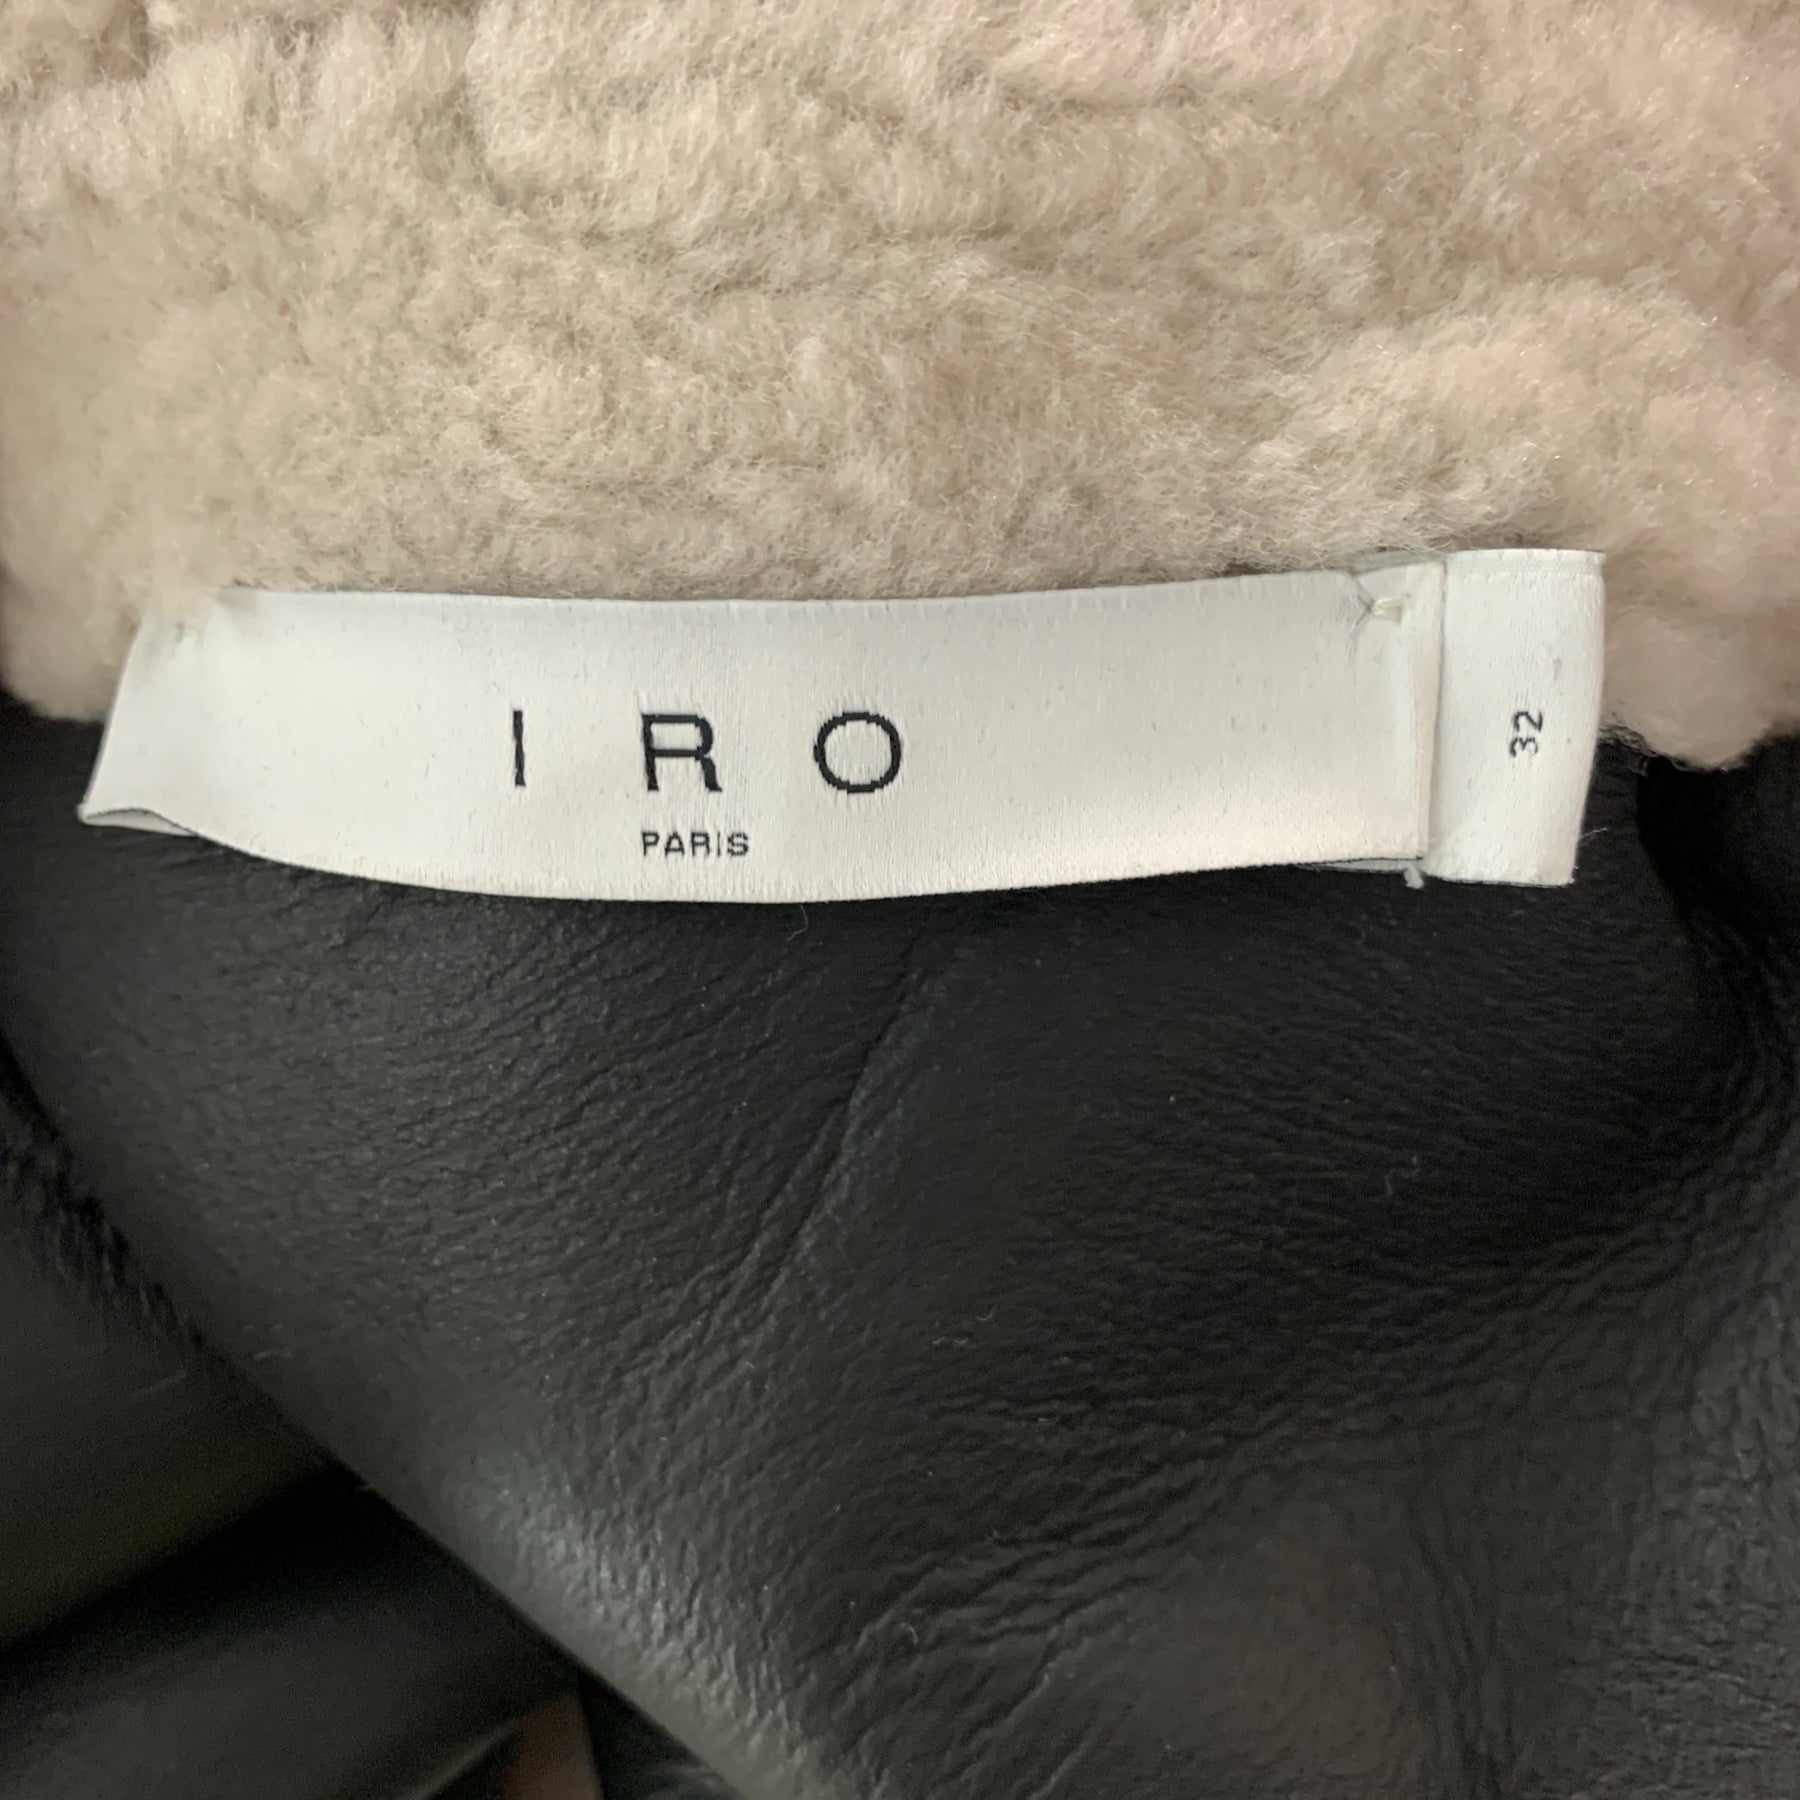 I R O
PARIS
32